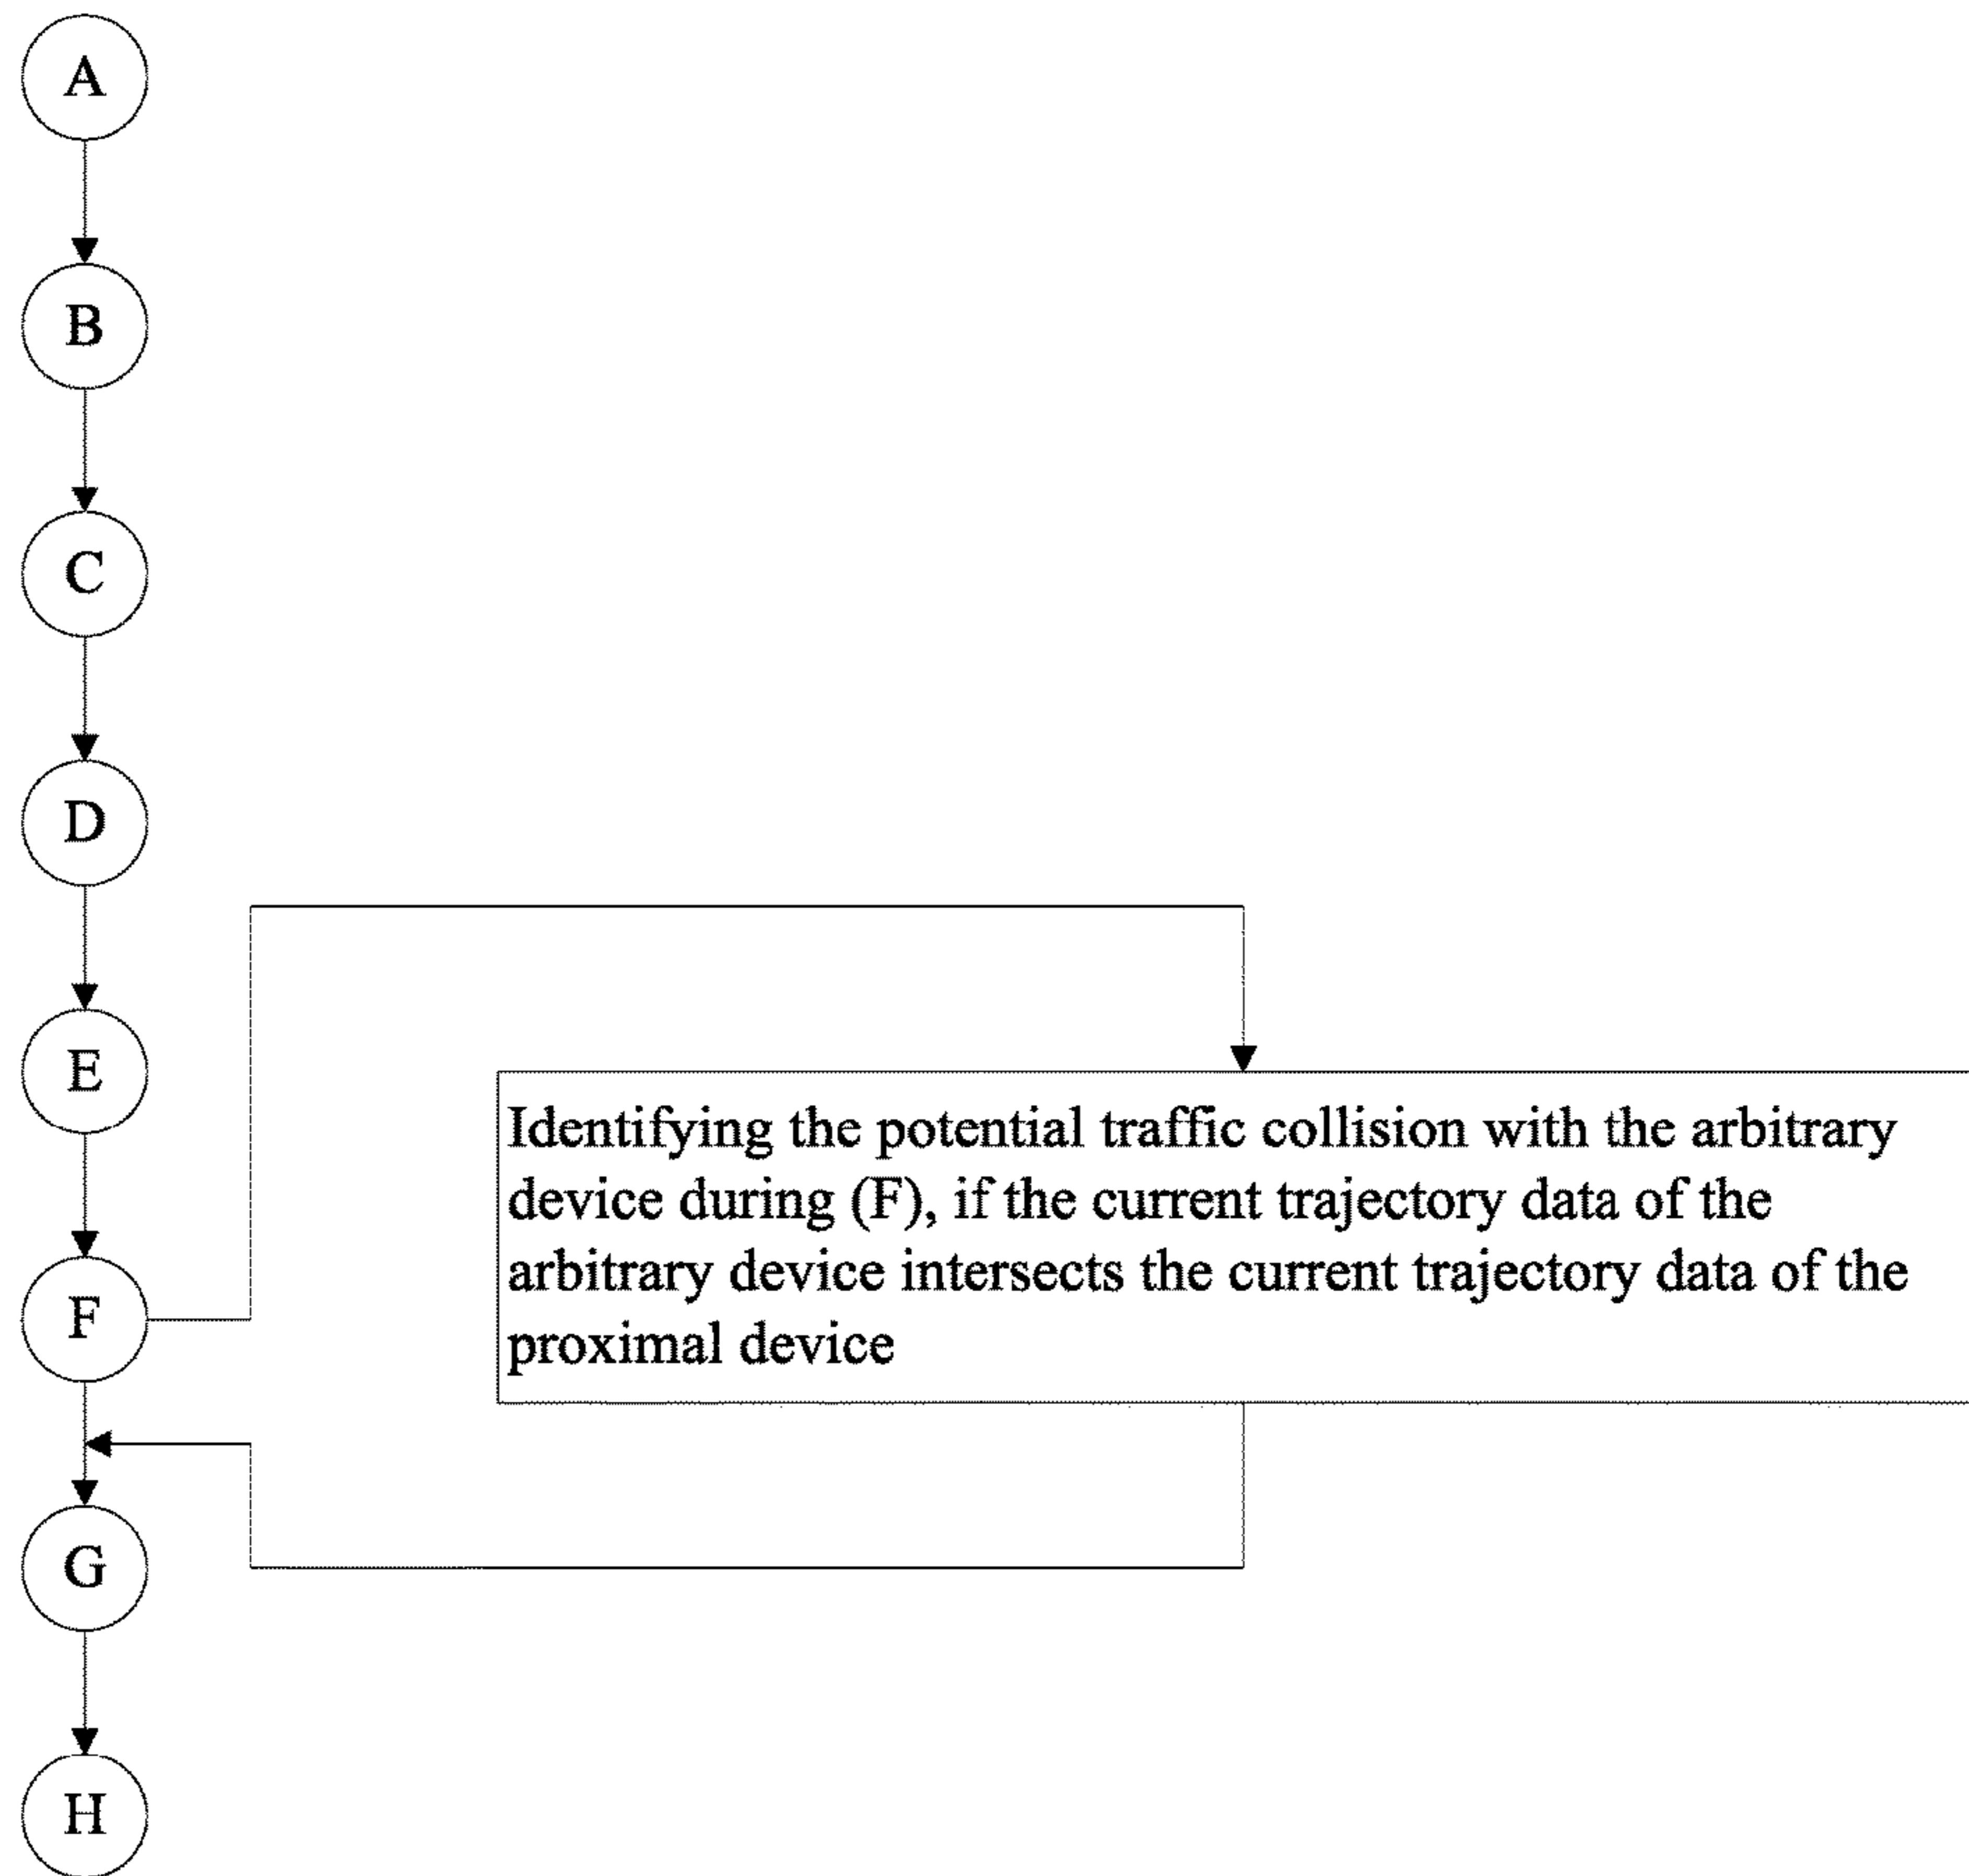 A
B
C
D
E
Identifying the potential traffic collision with the arbitrary
device during (F), if the current trajectory data of the
arbitrary device intersects the current trajectory data of the
proximal device
F
G
H